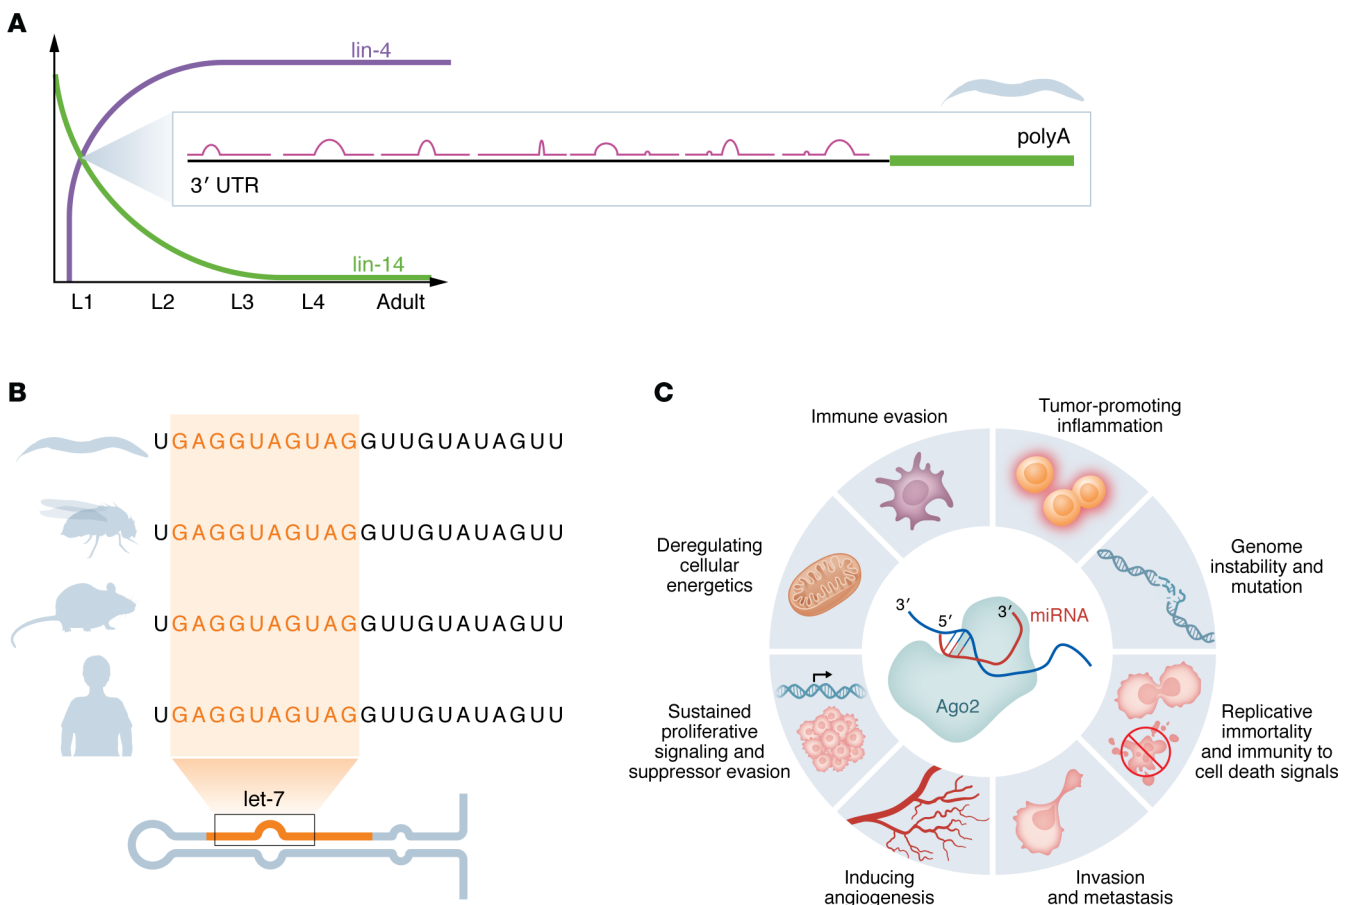 A
lin-4
polyA
3′ UTR
lin-14
L1 L2 L3 L4 Adult
B
UGAGGUAGUAGGUUGUAUAGUU
UGAGGUAGUAGGUUGUAUAGUU
UGAGGUAGUAGGUUGUAUAGUU
UGAGGUAGUAGGUUGUAUAGUU
let-7
C
Immune evasion
Tumor-promoting
inflammation
Deregulating
cellular
energetics
Genome
instability and
mutation
3′
5′
3′
miRNA
Ago2
Sustained
proliferative
signaling and
suppressor evasion
Replicative
immortality
and immunity to
cell death signals
Inducing
angiogenesis
Invasion
and metastasis